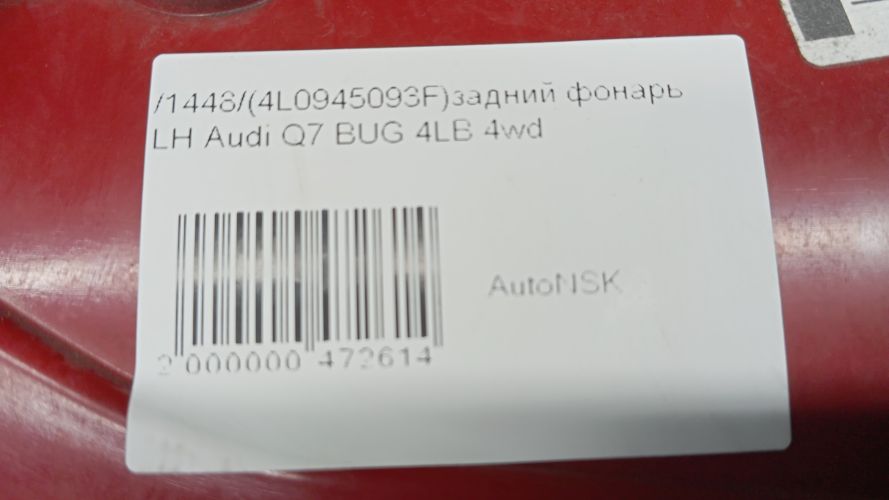 /1448/(4L0945093F)задний фонарь
LH Audi Q7 BUG 4LB 4wd
AutoNSK
2 000000 472614